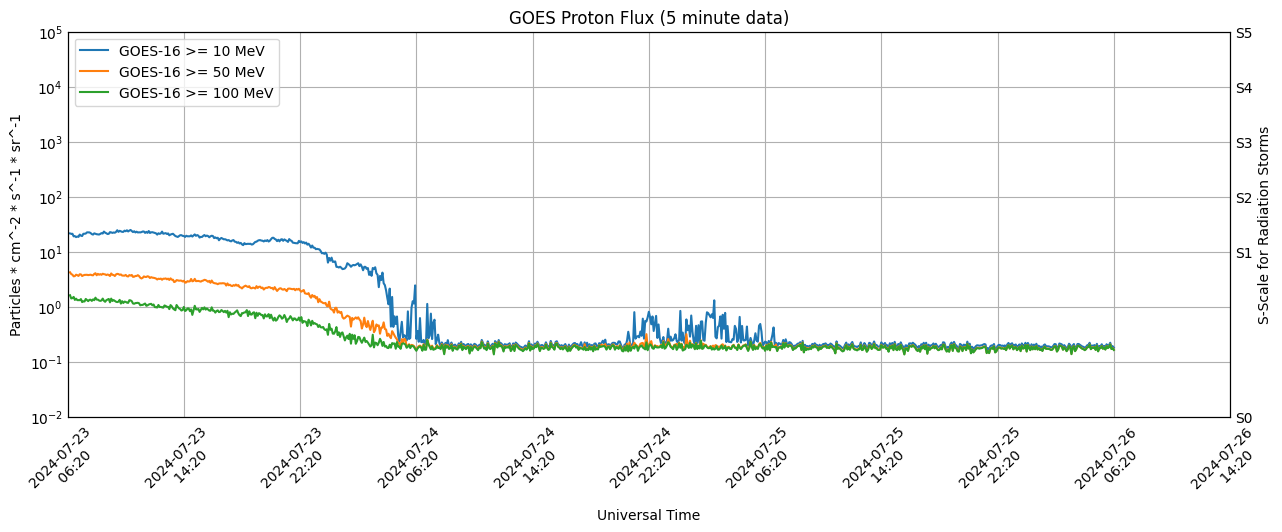 GOES Proton Flux (5 minute data)
GOES-16 >= 10 MeV
GOES-16 >= 50 MeV
GOES-16 >= 100 MeV
Particles * cm^-2 * s^-1 * sr^-1
10^5
10^4
10^3
10^2
10^1
10^0
10^-1
10^-2
S5
S4
S3
S2
S1
S0
S-Scale for Radiation Storms
2024-07-23
06:20
2024-07-23
14:20
2024-07-23
22:20
2024-07-24
06:20
2024-07-24
14:20
2024-07-24
22:20
2024-07-25
06:20
2024-07-25
14:20
2024-07-25
22:20
2024-07-26
06:20
2024-07-26
14:20
Universal Time